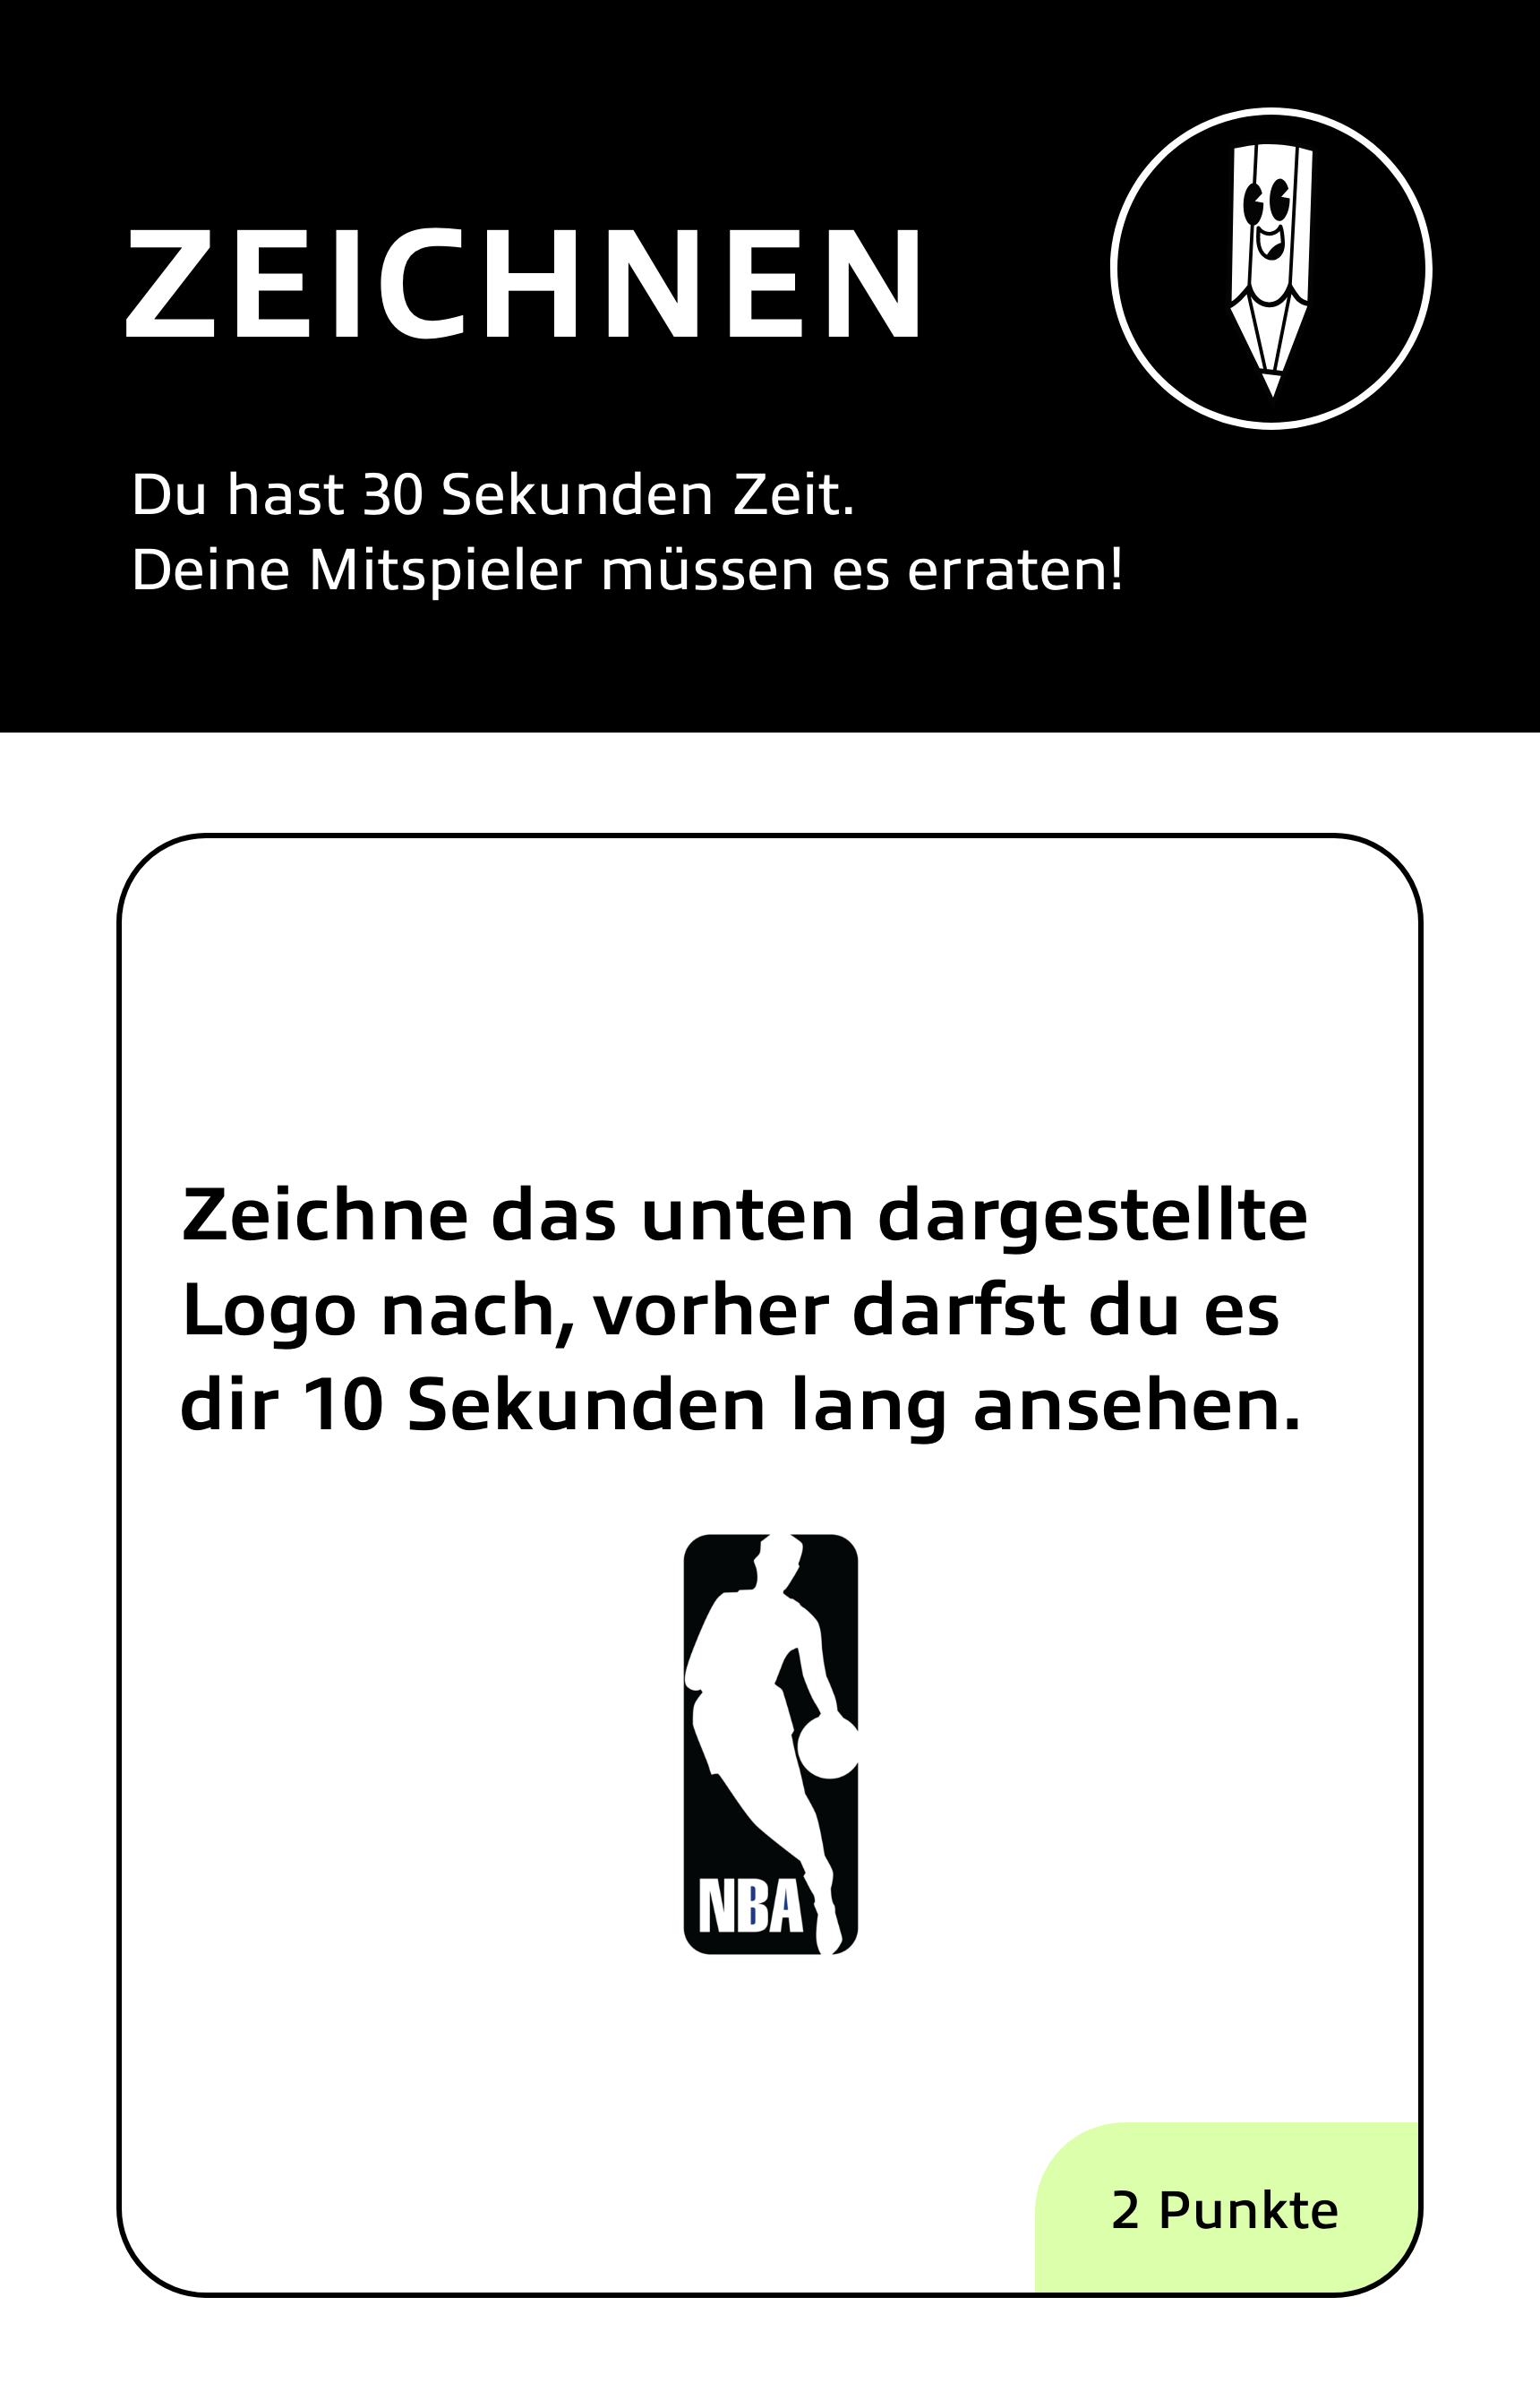 ZEICHNEN
Du hast 30 Sekunden Zeit.
Deine Mitspieler müssen es erraten!
Zeichne das unten dargestellte
Logo nach, vorher darfst du es
dir 10 Sekunden lang ansehen.
NBA
2 Punkte